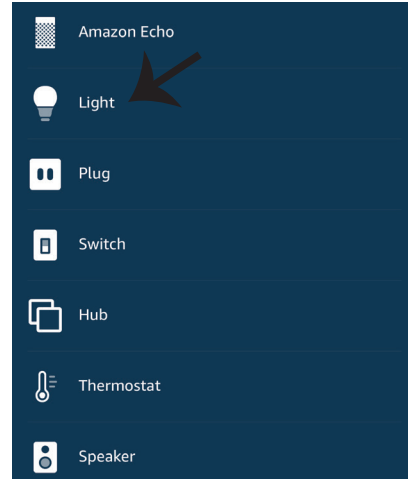 Amazon Echo
Light
Plug
Switch
Hub
Thermostat
Speaker